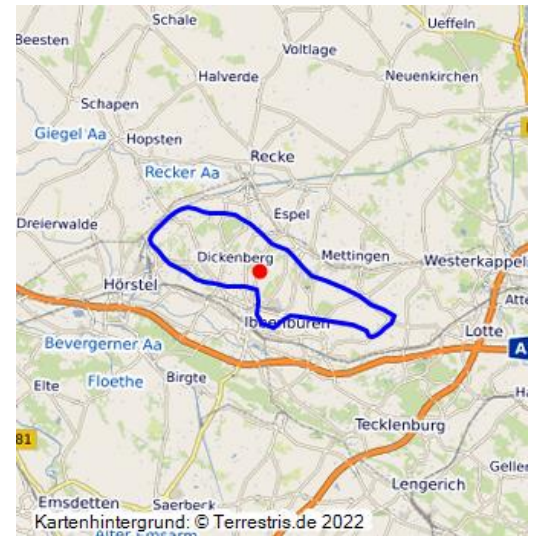 Schale
Ueffeln
Beesten
Voltlage
Halverde
Neuenkirchen
Schapen
Giegel Aa
Hopsten
Recke
Recker Aa
Espel
Dreierwalde
Dickenberg
Mettingen
Westerkappel
Hörstel
Atte
Ibbenbüren
Lotte
A
Bevergerner Aa
Elte
Floethe
Birgte
Ha
Tecklenburg
81
Geller
Lengerich
Emsdetten
Saerbeck
Kartenhintergrund: © Terrestris.de 2022